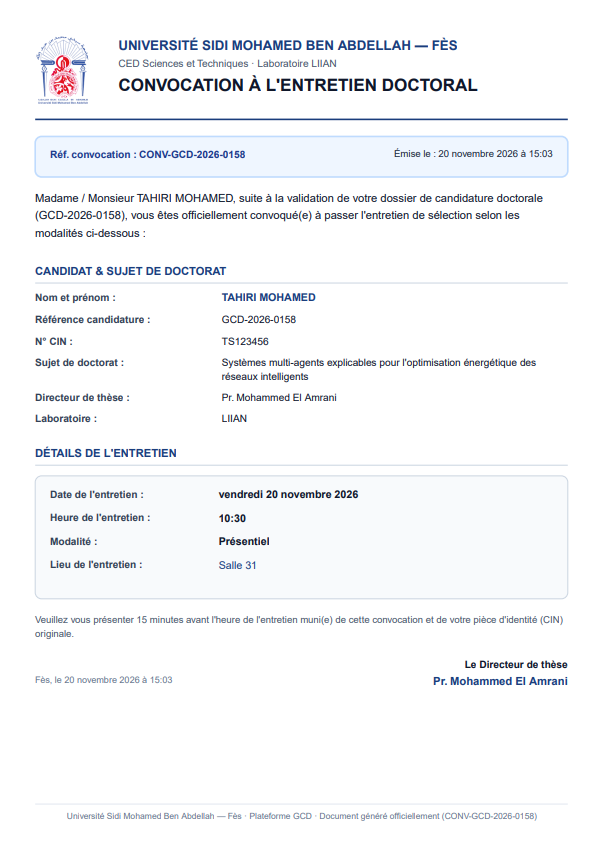 UNIVERSITÉ SIDI MOHAMED BEN ABDELLAH — FÈS
CED Sciences et Techniques · Laboratoire LIIAN
CONVOCATION À L'ENTRETIEN DOCTORAL
Réf. convocation : CONV-GCD-2026-0158
Émise le : 20 novembre 2026 à 15:03
Madame / Monsieur TAHIRI MOHAMED, suite à la validation de votre dossier de candidature doctorale
(GCD-2026-0158), vous êtes officiellement convoqué(e) à passer l'entretien de sélection selon les
modalités ci-dessous :
CANDIDAT & SUJET DE DOCTORAT
Nom et prénom : TAHIRI MOHAMED
Référence candidature : GCD-2026-0158
N° CIN : TS123456
Sujet de doctorat : Systèmes multi-agents explicables pour l'optimisation énergétique des
réseaux intelligents
Directeur de thèse : Pr. Mohammed El Amrani
Laboratoire : LIIAN
DÉTAILS DE L'ENTRETIEN
Date de l'entretien : vendredi 20 novembre 2026
Heure de l'entretien : 10:30
Modalité : Présentiel
Lieu de l'entretien : Salle 31
Veuillez vous présenter 15 minutes avant l'heure de l'entretien muni(e) de cette convocation et de votre pièce d'identité (CIN)
originale.
Le Directeur de thèse
Fès, le 20 novembre 2026 à 15:03
Pr. Mohammed El Amrani
Université Sidi Mohamed Ben Abdellah — Fès · Plateforme GCD · Document généré officiellement (CONV-GCD-2026-0158)